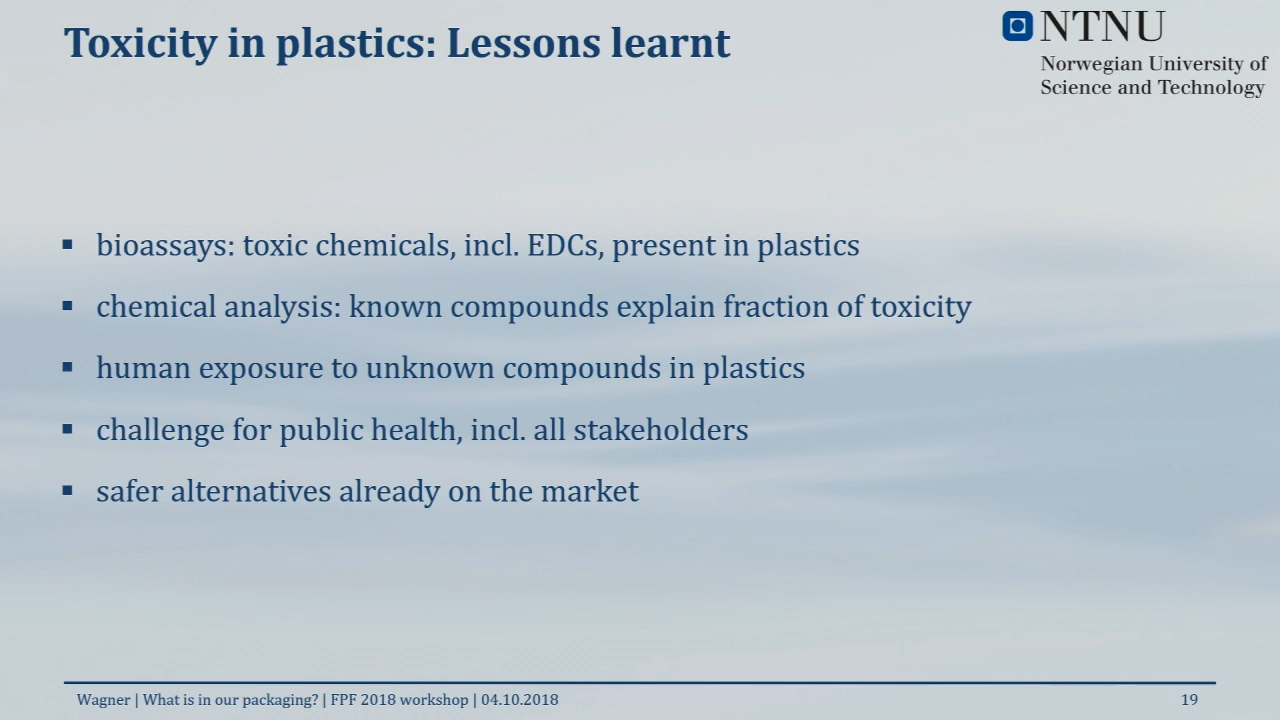 Toxicity in plastics: Lessons learnt
NTNU
Norwegian University of
Science and Technology
▪ bioassays: toxic chemicals, incl. EDCs, present in plastics
▪ chemical analysis: known compounds explain fraction of toxicity
▪ human exposure to unknown compounds in plastics
▪ challenge for public health, incl. all stakeholders
▪ safer alternatives already on the market
Wagner | What is in our packaging? | FPF 2018 workshop | 04.10.2018
19